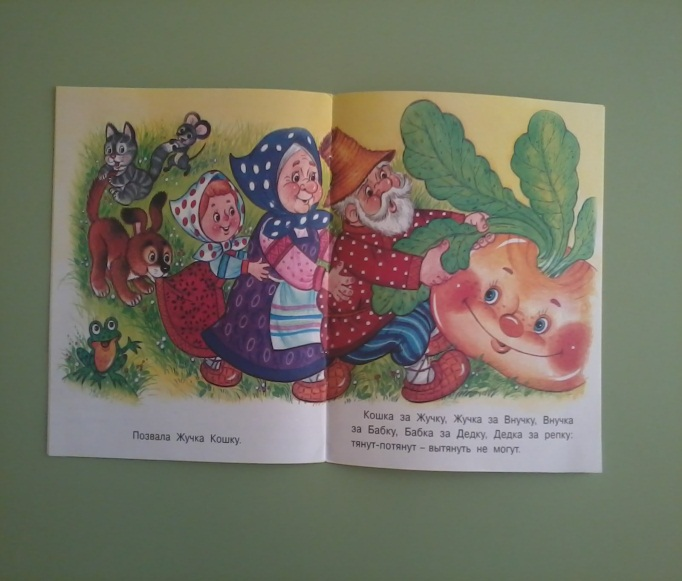 Позвала Жучка Кошку.
Кошка за Жучку, Жучка за Внучку, Внучка
за Бабку, Бабка за Дедку, Дедка за репку:
тянут-потянут – вытянуть не могут.